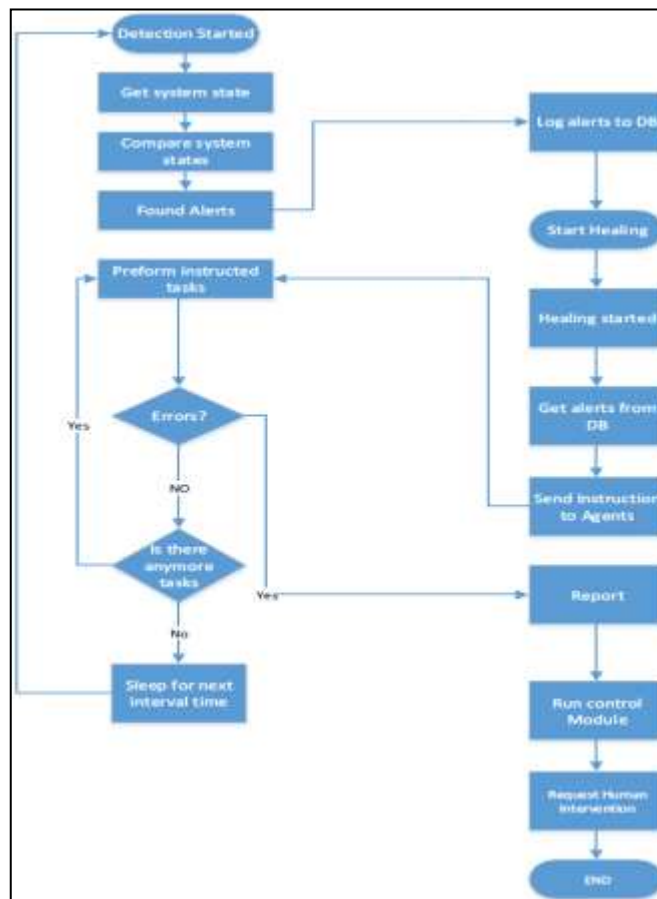 Detection Started
Get system state
Compare system
states
Found Alerts
Log alerts to DB
Start Healing
Healing started
Get alerts from
DB
Send instruction
to Agents
Preform instructed
tasks
Errors?
Yes
NO
Is there
anymore
tasks
Yes
No
Sleep for next
interval time
Report
Run control
Module
Request Human
Intervention
END